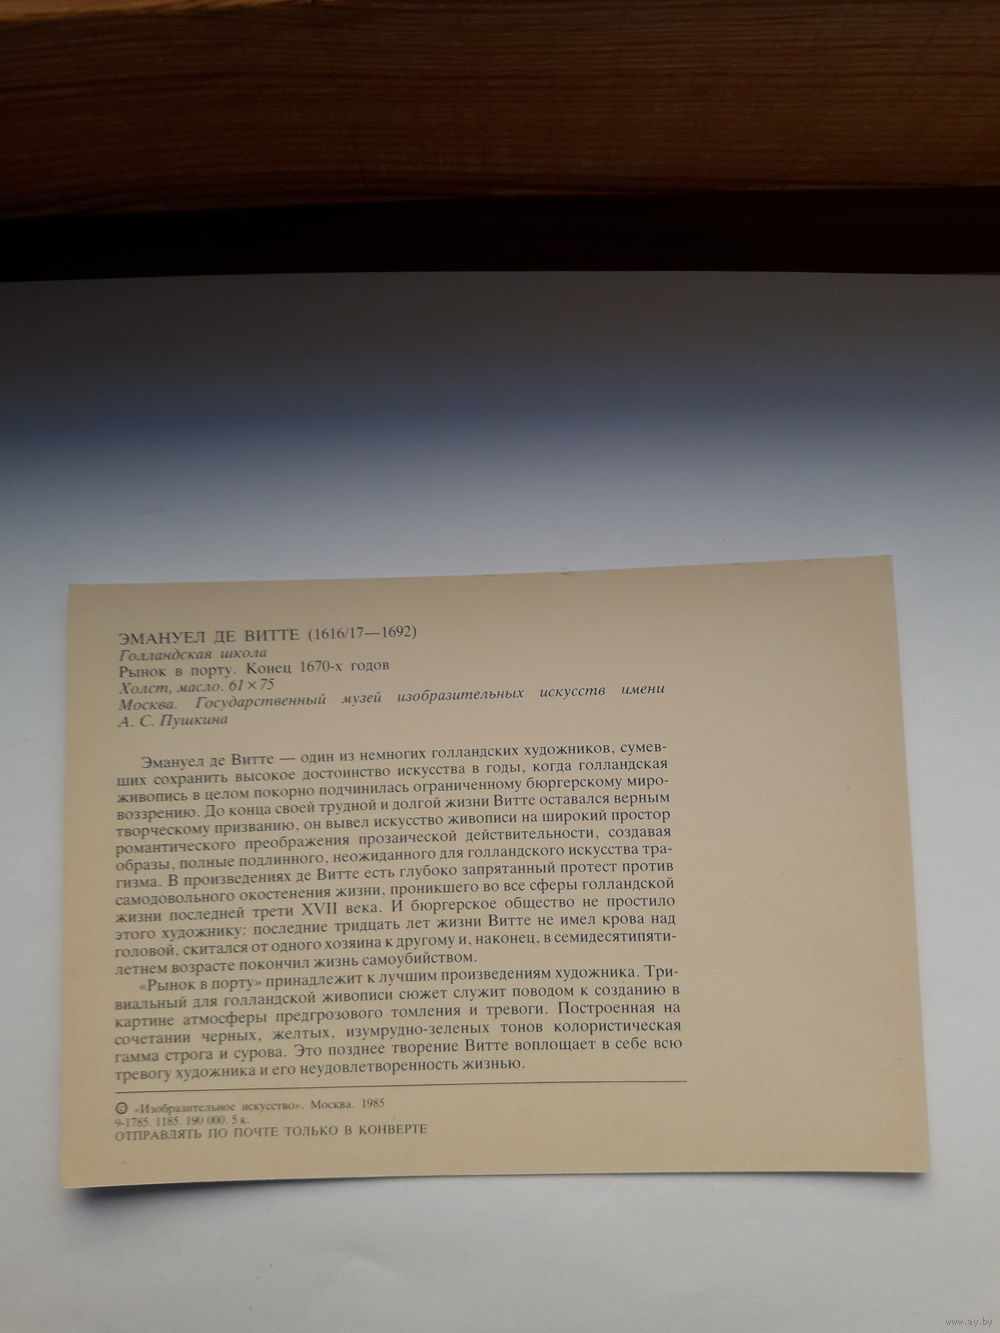 ЭМАНУЕЛ ДЕ ВИТТЕ (1616/17—1692)
Голландская школа
Рынок в порту. Конец 1670-х годов
Холст, масло. 61×75
Москва. Государственный музей изобразительных искусств имени
А. С. Пушкина
Эмануел де Витте — один из немногих голландских художников, сумев-
ших сохранить высокое достоинство искусства в годы, когда голландская
живопись в целом покорно подчинилась ограниченному бюргерскому миро-
воззрению. До конца своей трудной и долгой жизни Витте оставался верным
творческому призванию, он вывел искусство живописи на широкий простор
романтического преображения прозаической действительности, создавая
образы, полные подлинного, неожиданного для голландского искусства тра-
гизма. В произведениях де Витте есть глубоко запрятанный протест против
самодовольного окостенения жизни, проникшего во все сферы голландской
жизни последней трети XVII века. И бюргерское общество не простило
этого художнику: последние тридцать лет жизни Витте не имел крова над
головой, скитался от одного хозяина к другому и, наконец, в семидесятипяти-
летнем возрасте покончил жизнь самоубийством.
«Рынок в порту» принадлежит к лучшим произведениям художника. Три-
виальный для голландской живописи сюжет служит поводом к созданию в
картине атмосферы предгрозового томления и тревоги. Построенная на
сочетании черных, желтых, изумрудно-зеленых тонов колористическая
гамма строга и сурова. Это позднее творение Витте воплощает в себе всю
тревогу художника и его неудовлетворенность жизнью.
© «Изобразительное искусство». Москва. 1985
9-1785. 1185. 190 000. 5 к.
ОТПРАВЛЯТЬ ПО ПОЧТЕ ТОЛЬКО В КОНВЕРТЕ
www.ay.by